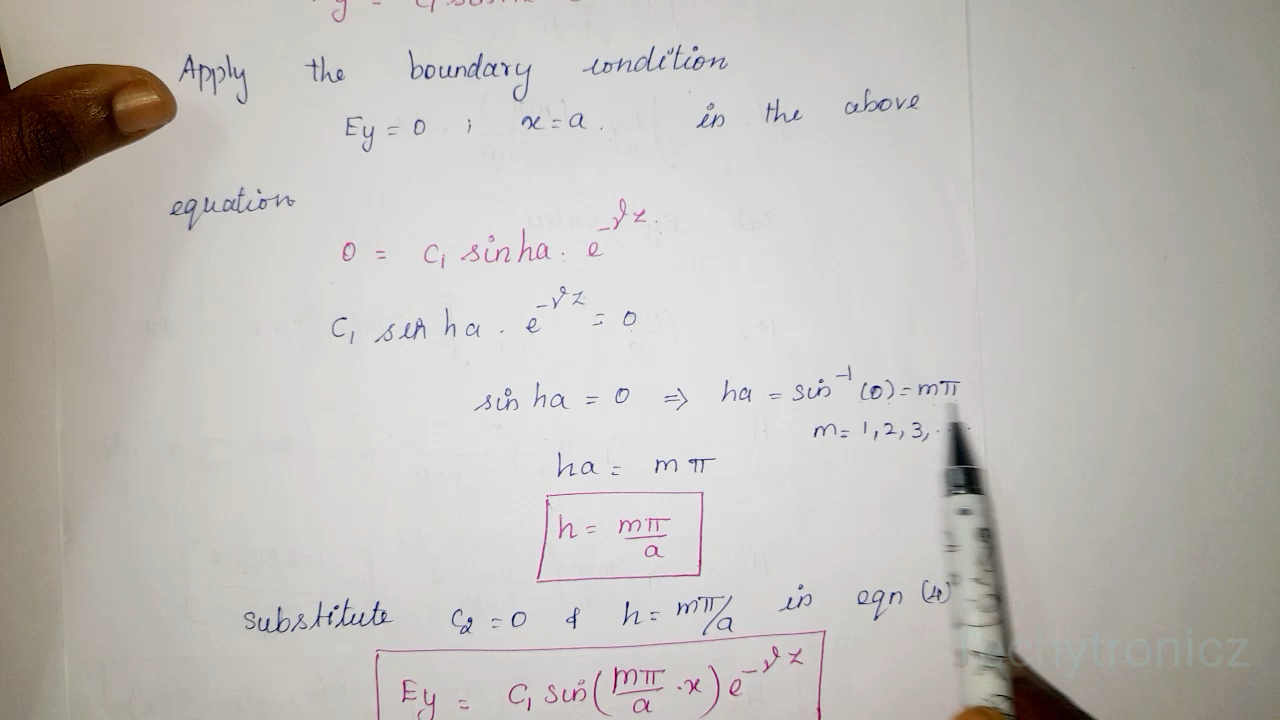 Apply the boundary condition
Ey = 0 ; x = a . in the above
equation
0 = C₁ sin ha . e^-γz .
C₁ sin ha . e^-γz = 0
sin ha = 0 ⇒ ha = sin⁻¹ (0) = mπ
m = 1, 2, 3, . .
ha = mπ
h = mπ/a
substitute C₂ = 0 & h = mπ/a in eqn (4)
Ey = C₁ sin(mπ/a . x) e^-γz